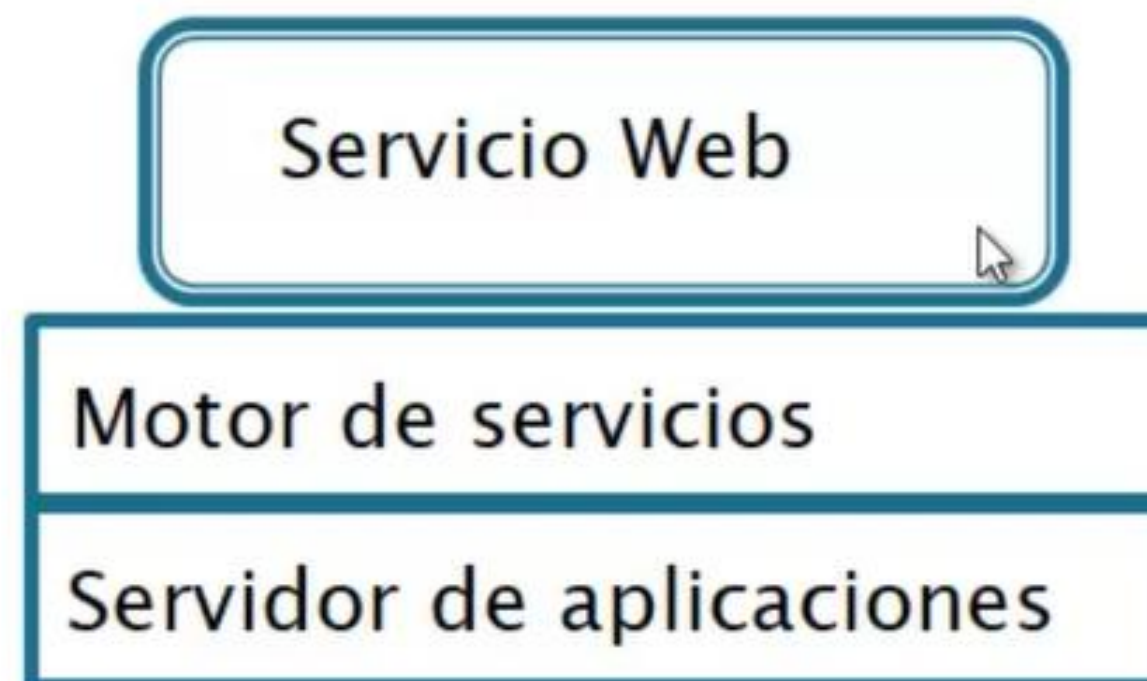 Servicio Web
Motor de servicios
Servidor de aplicaciones